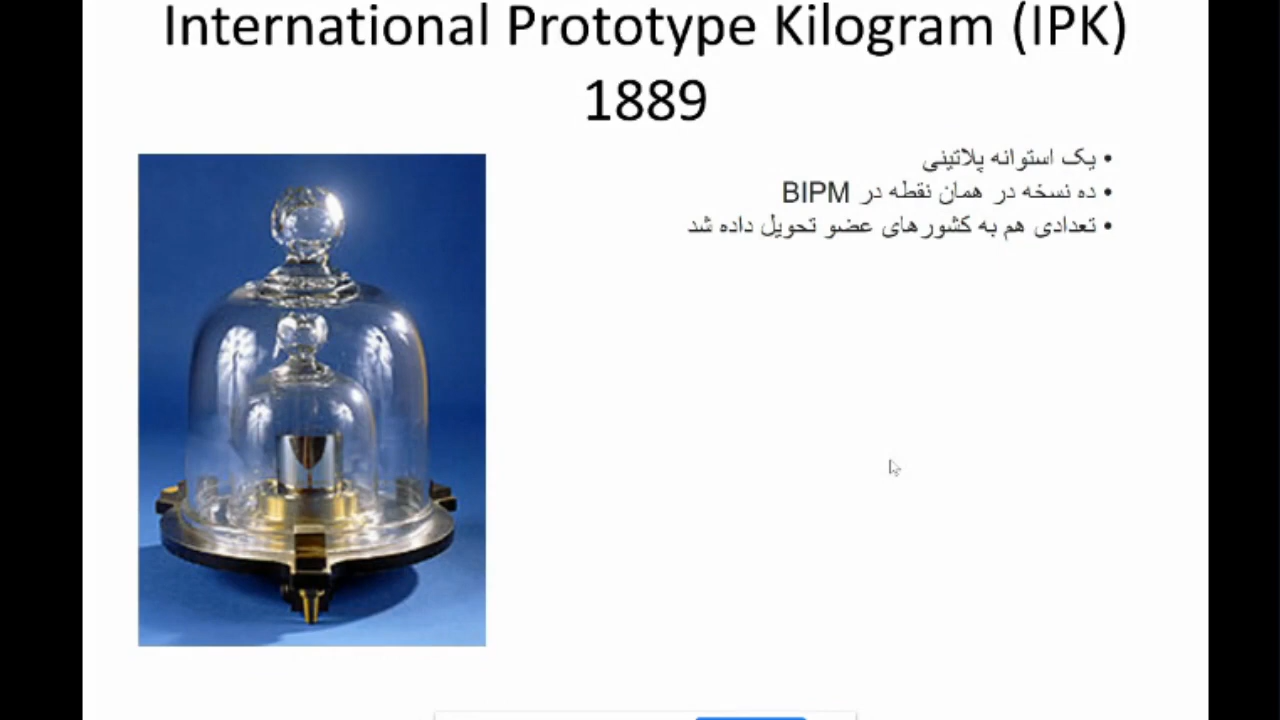 International Prototype Kilogram (IPK)
1889
• یک استوانه پلاتینی
• ده نسخه در همان نقطه در BIPM
• تعدادی هم به کشورهای عضو تحویل داده شد